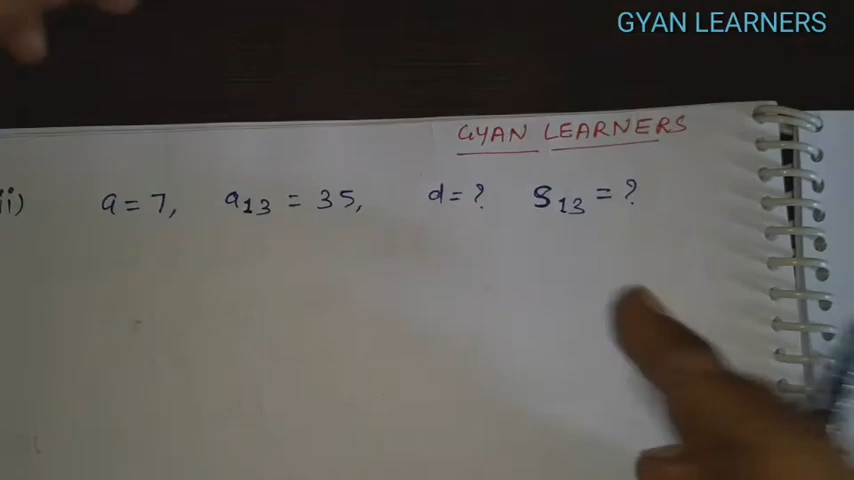 GYAN LEARNERS
GYAN LEARNERS
ii) a = 7, a₁₃ = 35, d = ? S₁₃ = ?